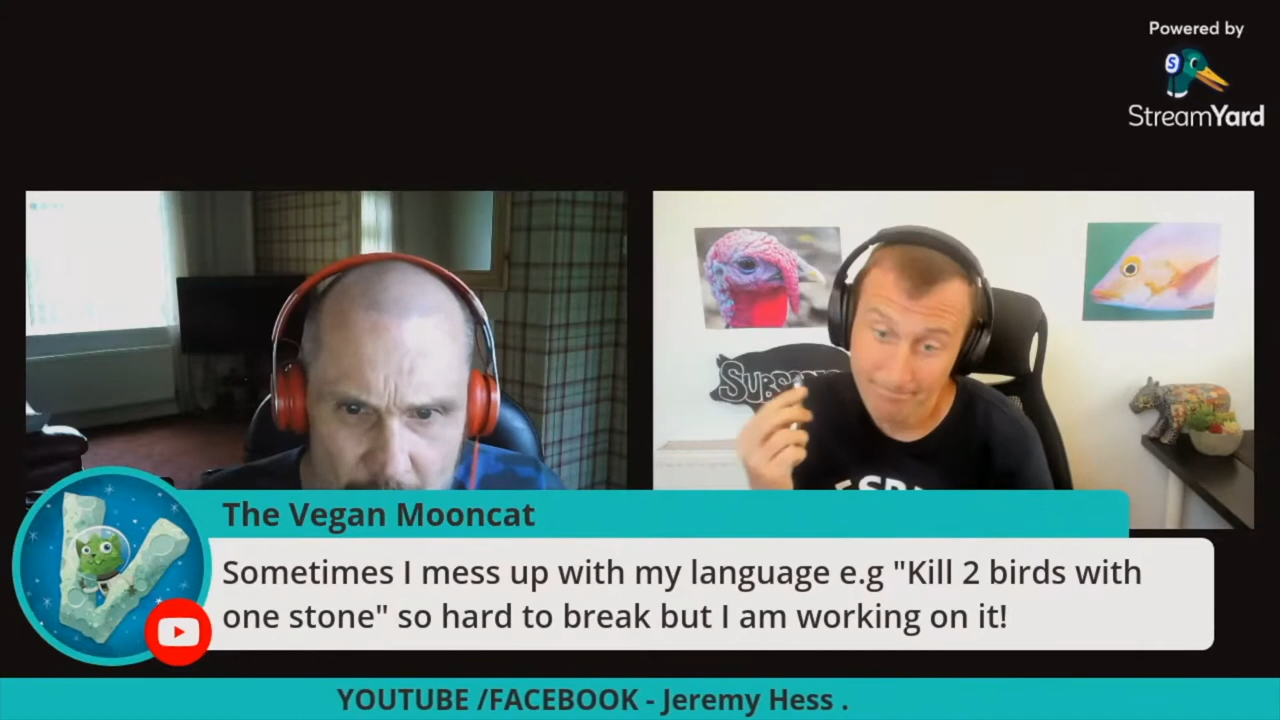 Powered by
S
StreamYard
The Vegan Mooncat
Sometimes I mess up with my language e.g "Kill 2 birds with
one stone" so hard to break but I am working on it!
YOUTUBE /FACEBOOK - Jeremy Hess .